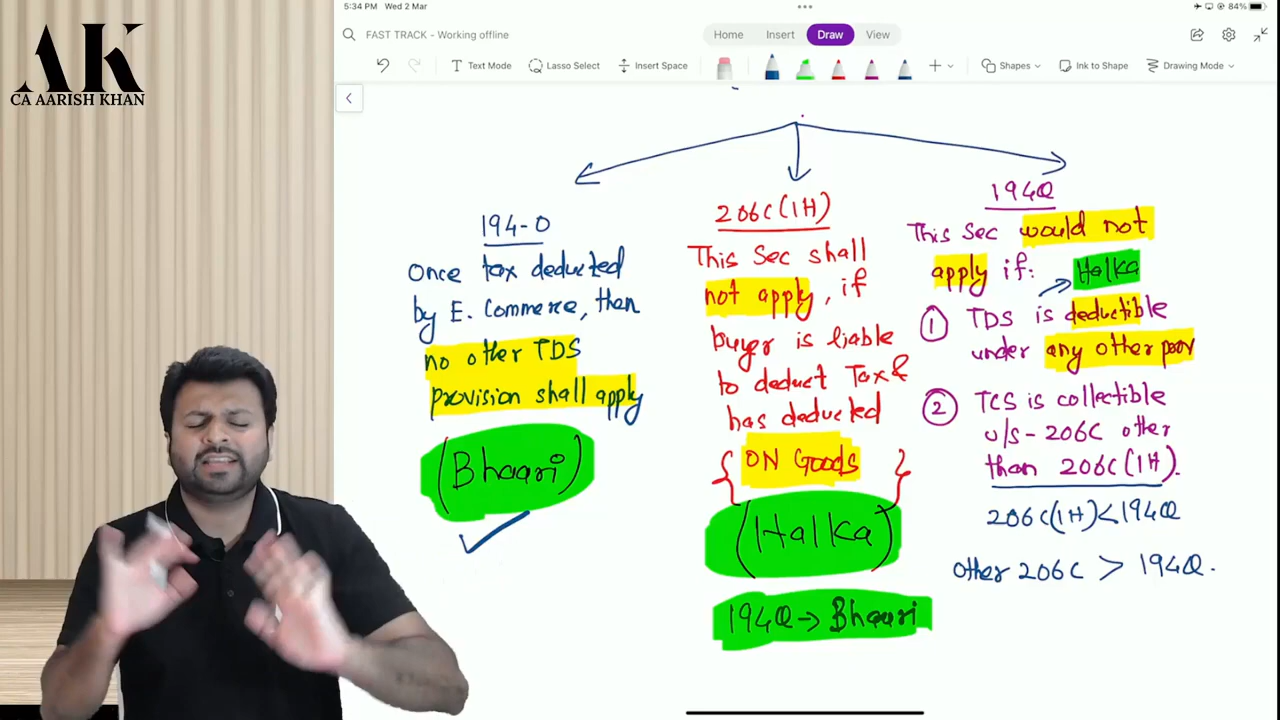 5:34 PM Wed 2 Mar
84%
AK
CA AARISH KHAN
FAST TRACK - Working offline
Home Insert Draw View
Text Mode Lasso Select Insert Space Shapes Ink to Shape Drawing Mode
194-O
Once tax deducted
by E. Commerce, then
no other TDS
provision shall apply
(Bhaari)
206C(1H)
This Sec shall
not apply, if
buyer is liable
to deduct Tax &
has deducted
{ON Goods}
(Halka)
194Q → Bhaari
194Q
This Sec would not
apply if: Halka
① TDS is deductible
under any other prov
② TCS is collectible
u/s - 206C other
than 206C(1H).
206C(1H) < 194Q
Other 206C > 194Q.